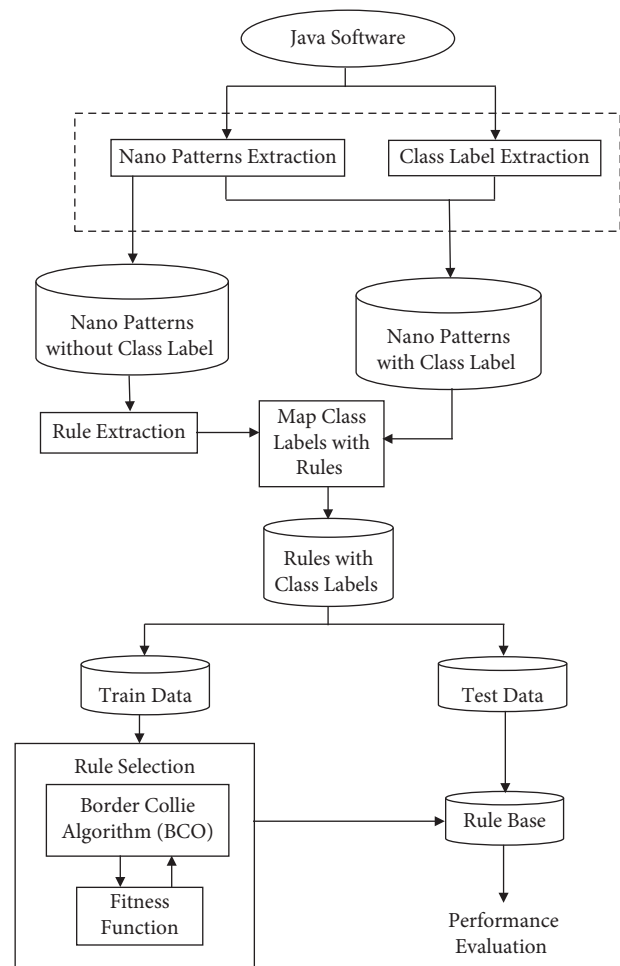 Java Software
Nano Patterns Extraction
Class Label Extraction
Nano Patterns
without Class Label
Nano Patterns
with Class Label
Rule Extraction
Map Class
Labels with
Rules
Rules with
Class Labels
Train Data
Test Data
Rule Selection
Border Collie
Algorithm (BCO)
Rule Base
Fitness
Function
Performance
Evaluation